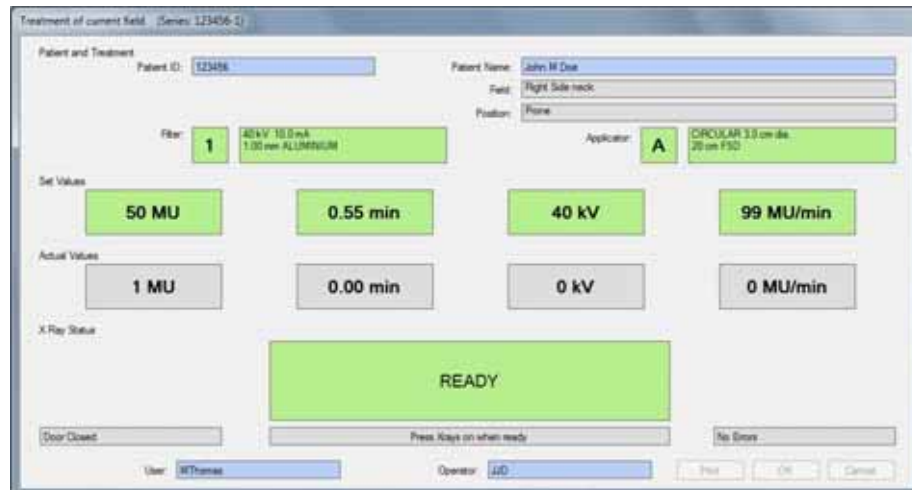 Treatment of current field (Series: 123456-1)
Patient and Treatment
Patient ID: 123456 Patient Name: John M Doe
Field: Right Side neck
Position: Prone
Filter: 1 40 kV 10.0 mA
1.00 mm ALUMINIUM
Applicator: A CIRCULAR 3.0 cm dia.
20 cm FSD
Set Values
50 MU 0.55 min 40 kV 99 MU/min
Actual Values
1 MU 0.00 min 0 kV 0 MU/min
X Ray Status
READY
Door Closed Press Xrays on when ready No Errors
User: MThomas Operator: JJD Print OK Cancel